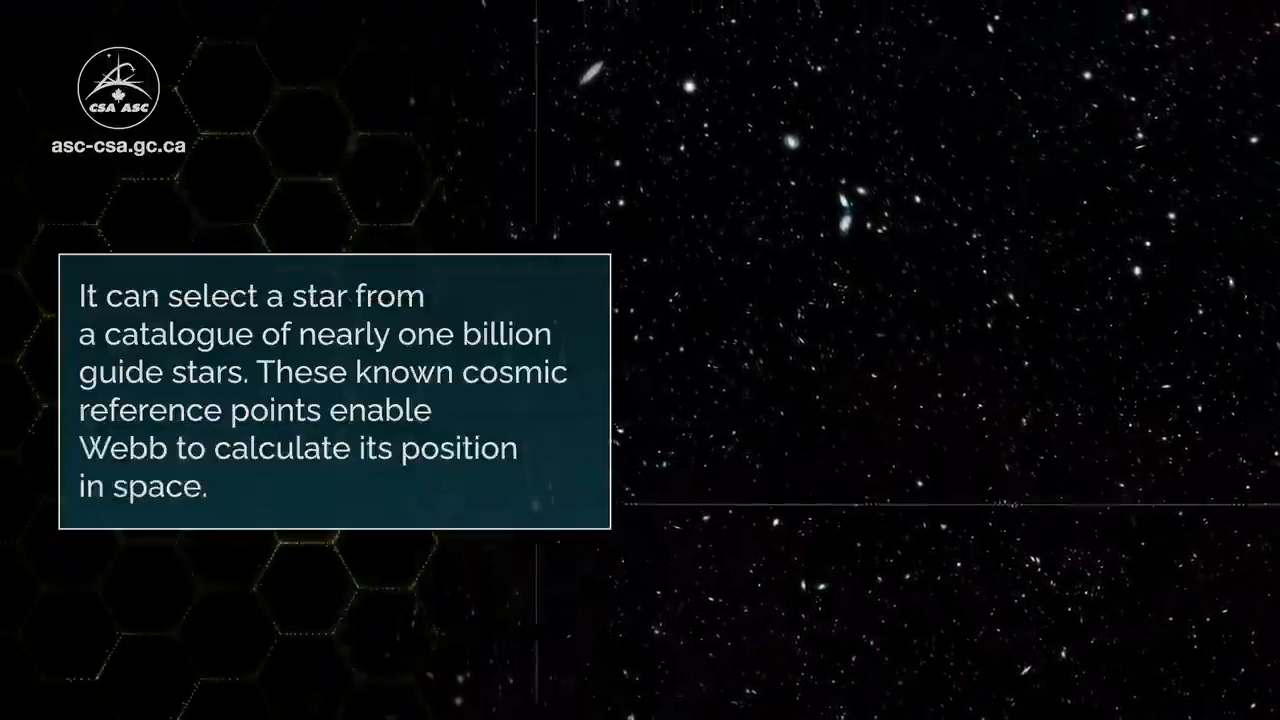 CSA ASC
asc-csa.gc.ca
It can select a star from
a catalogue of nearly one billion
guide stars. These known cosmic
reference points enable
Webb to calculate its position
in space.